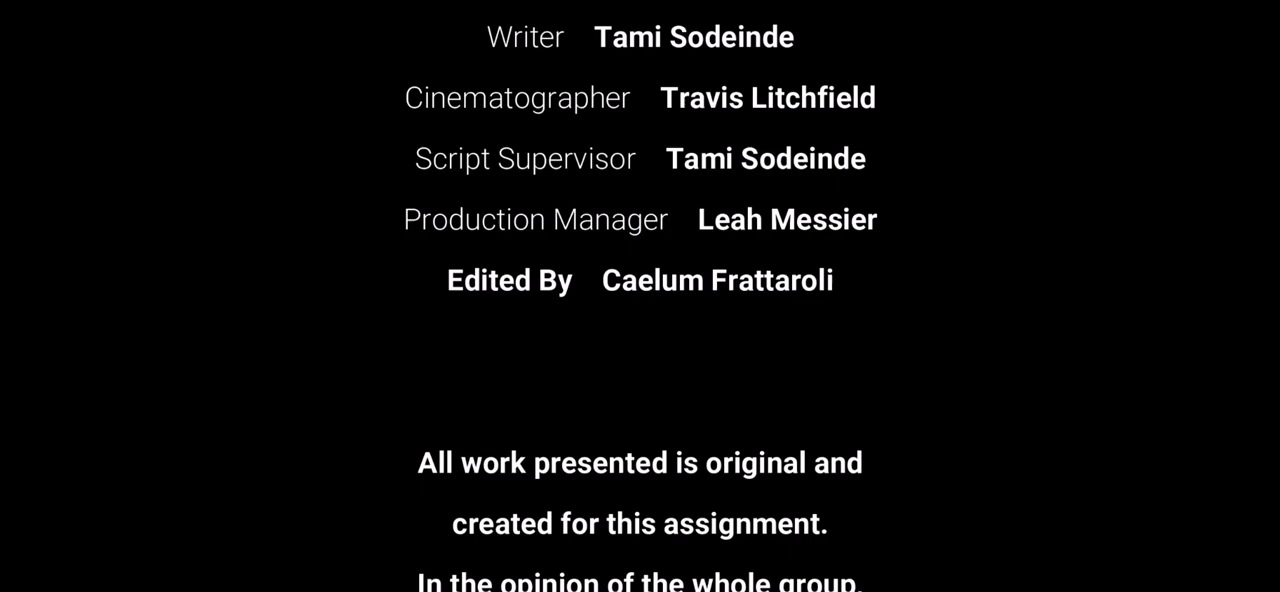 Writer Tami Sodeinde
Cinematographer Travis Litchfield
Script Supervisor Tami Sodeinde
Production Manager Leah Messier
Edited By Caelum Frattaroli
All work presented is original and
created for this assignment.
In the opinion of the whole group,